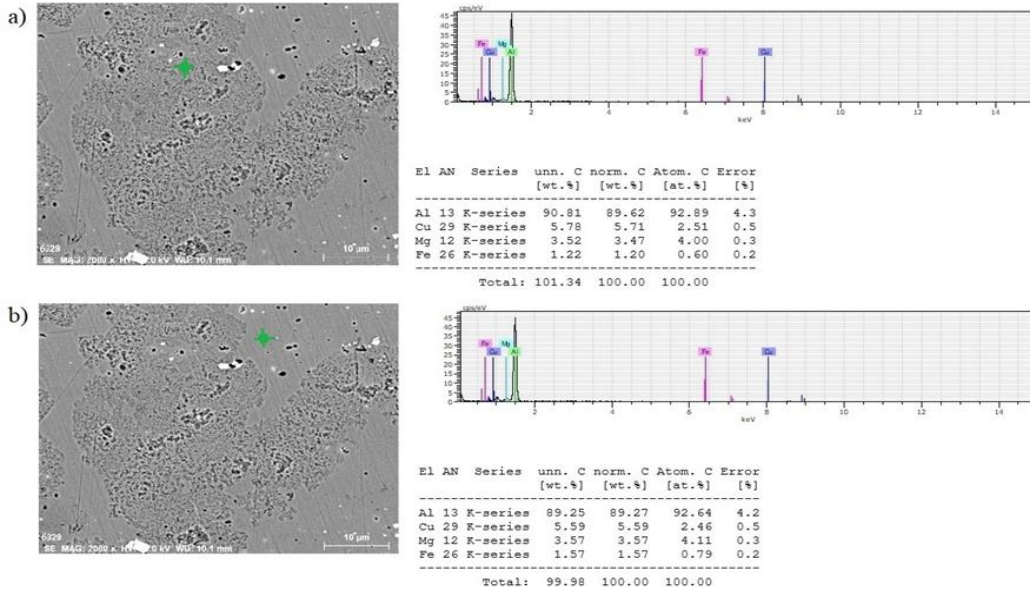 a)
cps/eV
45
40
35
30
25
20
15
10
5
0
Fe Mg
Cu Al
Fe
Cu
2 4 6 8 10 12 14
keV
6329
SE MAG: 2000 x WD: 10.1 mm
10 µm
El AN Series unn. C norm. C Atom. C Error
[wt.%] [wt.%] [at.%] [%]
Al 13 K-series 90.81 89.62 92.89 4.3
Cu 29 K-series 5.78 5.71 2.51 0.5
Mg 12 K-series 3.52 3.47 4.00 0.3
Fe 26 K-series 1.22 1.20 0.60 0.2
Total: 101.34 100.00 100.00
b)
cps/eV
45
40
35
30
25
20
15
10
5
0
Fe Mg
Cu Al
Fe
Cu
2 4 6 8 10 12 14
keV
6329
SE MAG: 2000 x kV WD: 10.1 mm
10 µm
El AN Series unn. C norm. C Atom. C Error
[wt.%] [wt.%] [at.%] [%]
Al 13 K-series 89.25 89.27 92.64 4.2
Cu 29 K-series 5.59 5.59 2.46 0.5
Mg 12 K-series 3.57 3.57 4.11 0.3
Fe 26 K-series 1.57 1.57 0.79 0.2
Total: 99.98 100.00 100.00